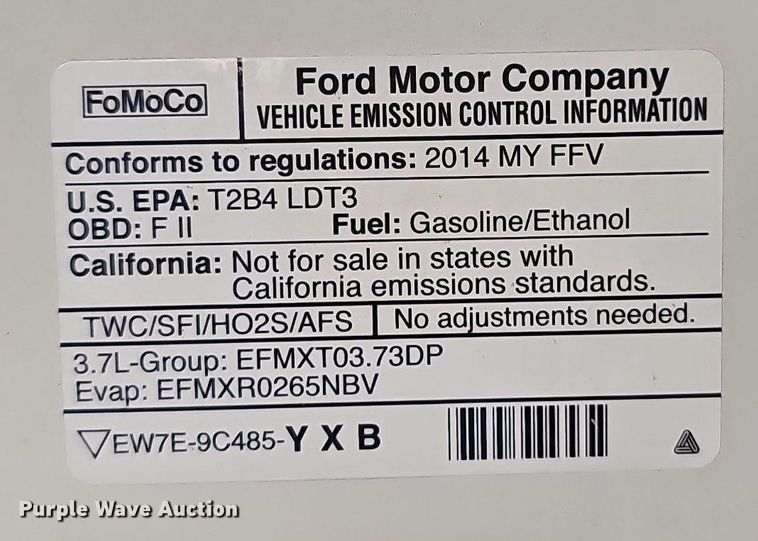 FoMoCo
Ford Motor Company
VEHICLE EMISSION CONTROL INFORMATION
Conforms to regulations: 2014 MY FFV
U.S. EPA: T2B4 LDT3
OBD: F II Fuel: Gasoline/Ethanol
California: Not for sale in states with
California emissions standards.
TWC/SFI/HO2S/AFS No adjustments needed.
3.7L-Group: EFMXT03.73DP
Evap: EFMXR0265NBV
EW7E-9C485-Y X B
Purple Wave Auction